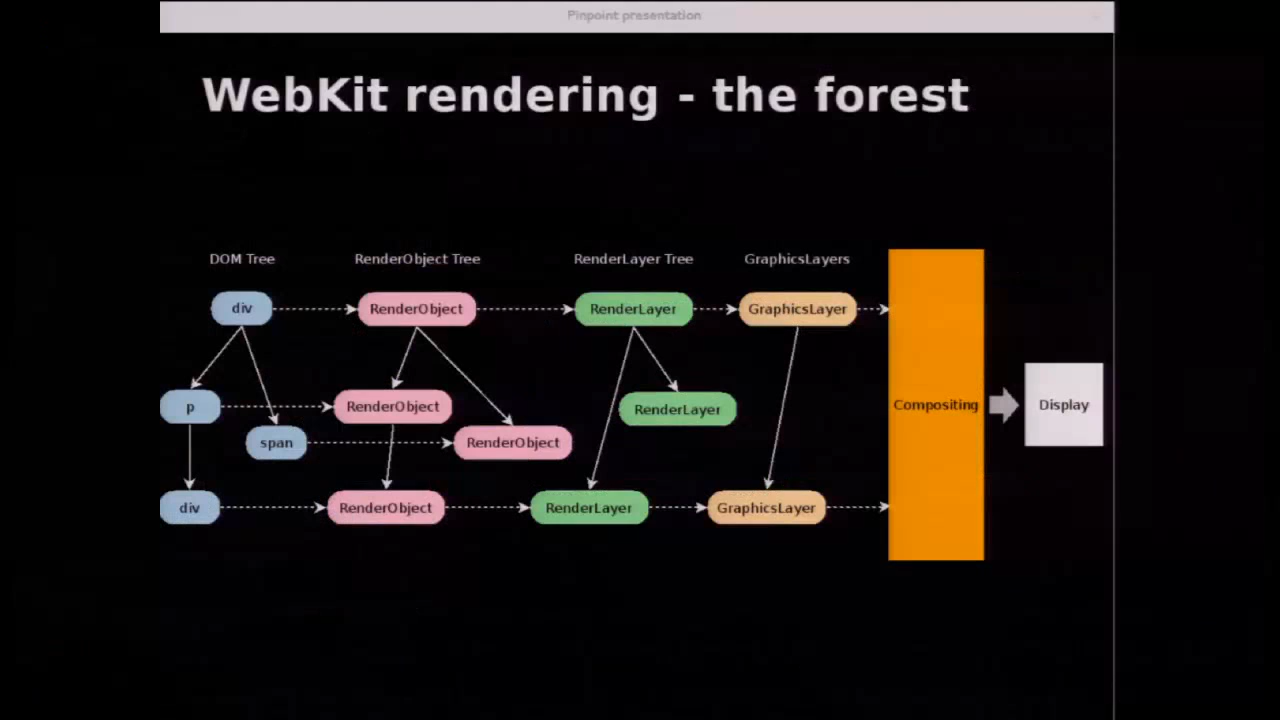 Pinpoint presentation
WebKit rendering - the forest
DOM Tree
RenderObject Tree
RenderLayer Tree
GraphicsLayers
div
RenderObject
RenderLayer
GraphicsLayer
p
RenderObject
RenderLayer
Compositing
Display
span
RenderObject
div
RenderObject
RenderLayer
GraphicsLayer